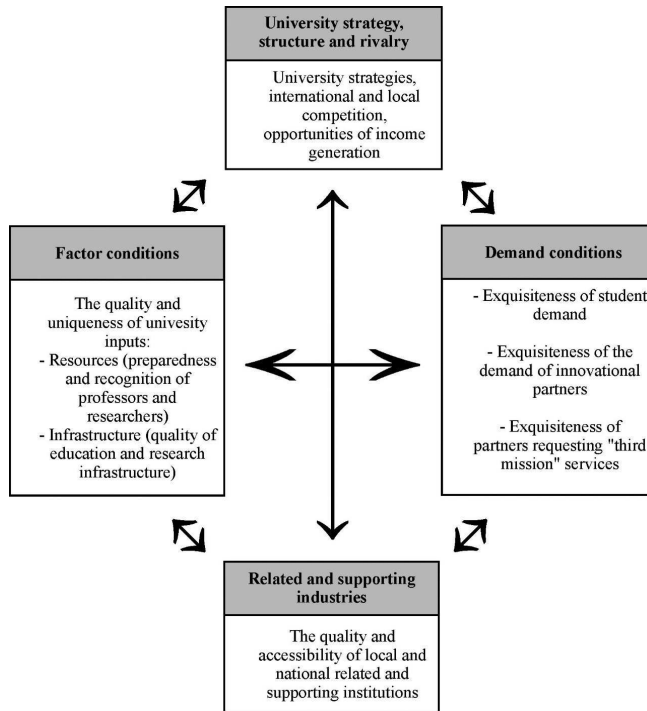 University strategy,
structure and rivalry
University strategies,
international and local
competition,
opportunities of income
generation
Factor conditions
The quality and
uniqueness of univesity
inputs:
- Resources (preparedness
and recognition of
professors and
researchers)
- Infrastructure (quality of
education and research
infrastructure)
Demand conditions
- Exquisiteness of student
demand
- Exquisiteness of the
demand of innovational
partners
- Exquisiteness of
partners requesting "third
mission" services
Related and supporting
industries
The quality and
accessibility of local and
national related and
supporting institutions